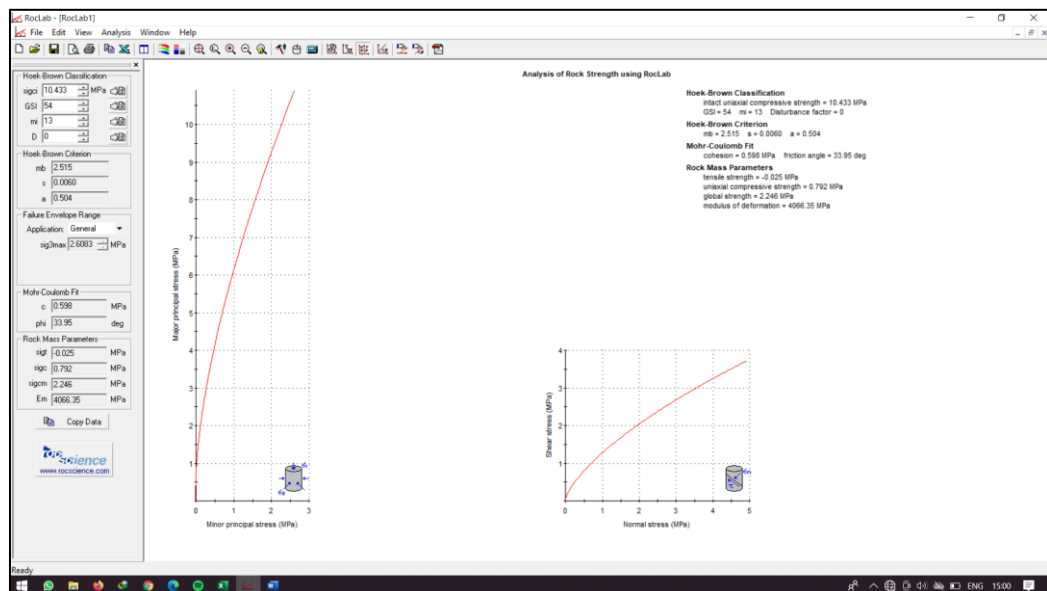 RocLab - [RocLab1]
File Edit View Analysis Window Help
Hoek-Brown Classification
sigci 10.433 MPa
GSI 54
mi 13
D 0
Hoek-Brown Criterion
mb 2.515
s 0.0060
a 0.504
Failure Envelope Range
Application: General
sig3max 2.6083 MPa
Mohr-Coulomb Fit
c 0.598 MPa
phi 33.95 deg
Rock Mass Parameters
sigt -0.025 MPa
sigc 0.792 MPa
sigcm 2.246 MPa
Em 4066.35 MPa
Copy Data
rocscience
www.rocscience.com
Analysis of Rock Strength using RocLab
Hoek-Brown Classification
intact uniaxial compressive strength = 10.433 MPa
GSI = 54 mi = 13 Disturbance factor = 0
Hoek-Brown Criterion
mb = 2.515 s = 0.0060 a = 0.504
Mohr-Coulomb Fit
cohesion = 0.598 MPa friction angle = 33.95 deg
Rock Mass Parameters
tensile strength = -0.025 MPa
uniaxial compressive strength = 0.792 MPa
global strength = 2.246 MPa
modulus of deformation = 4066.35 MPa
Major principal stress (MPa)
10
9
8
7
6
5
4
3
2
1
0 1 2 3
Minor principal stress (MPa)
Shear stress (MPa)
4
3
2
1
0 1 2 3 4 5
Normal stress (MPa)
Ready
ENG 15:00